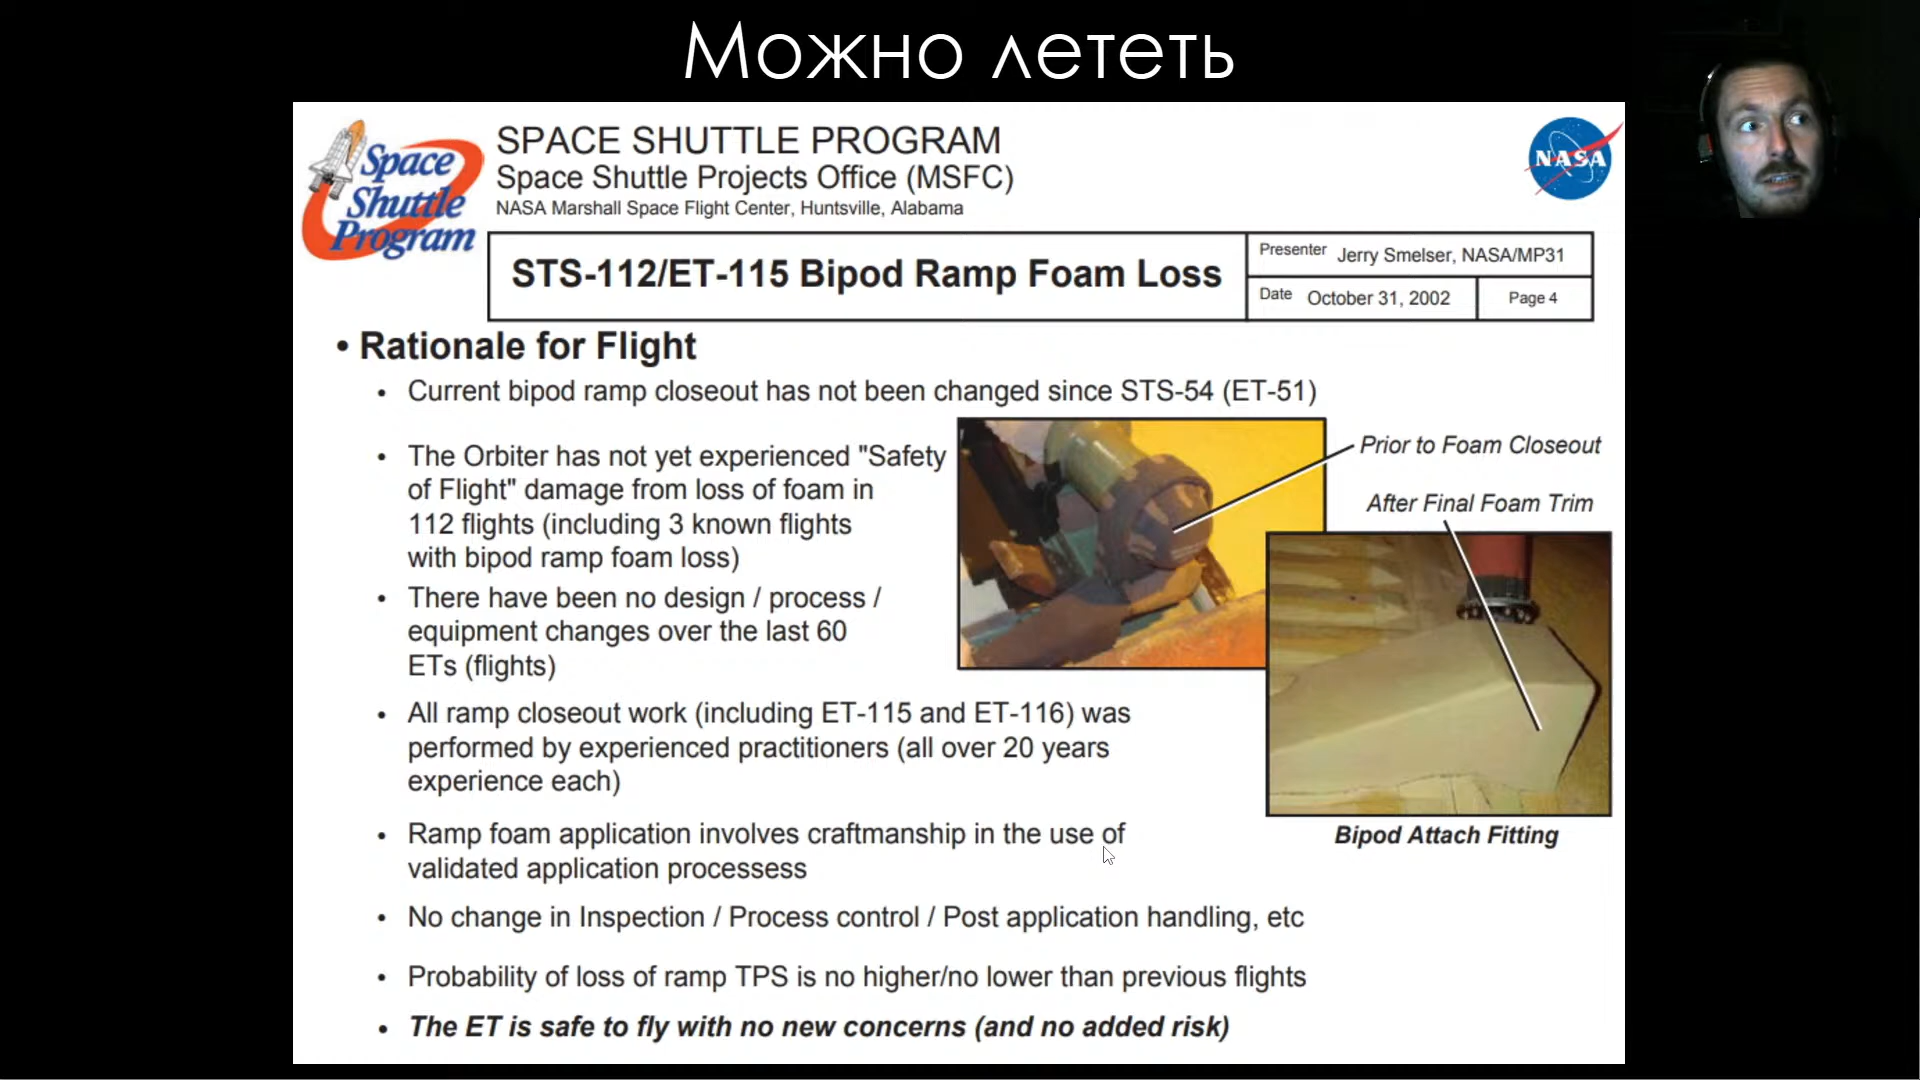 Можно лететь
Space
Shuttle
Program
SPACE SHUTTLE PROGRAM
Space Shuttle Projects Office (MSFC)
NASA Marshall Space Flight Center, Huntsville, Alabama
NASA
STS-112/ET-115 Bipod Ramp Foam Loss
Presenter Jerry Smelser, NASA/MP31
Date October 31, 2002
Page 4
• Rationale for Flight
• Current bipod ramp closeout has not been changed since STS-54 (ET-51)
• The Orbiter has not yet experienced "Safety
of Flight" damage from loss of foam in
112 flights (including 3 known flights
with bipod ramp foam loss)
• There have been no design / process /
equipment changes over the last 60
ETs (flights)
• All ramp closeout work (including ET-115 and ET-116) was
performed by experienced practitioners (all over 20 years
experience each)
• Ramp foam application involves craftmanship in the use of
validated application processess
• No change in Inspection / Process control / Post application handling, etc
• Probability of loss of ramp TPS is no higher/no lower than previous flights
• The ET is safe to fly with no new concerns (and no added risk)
Prior to Foam Closeout
After Final Foam Trim
Bipod Attach Fitting